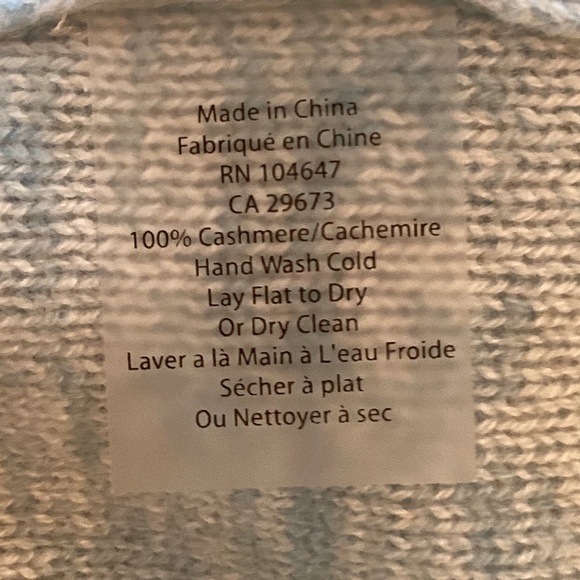 Made in China
Fabriqué en Chine
RN 104647
CA 29673
100% Cashmere/Cachemire
Hand Wash Cold
Lay Flat to Dry
Or Dry Clean
Laver a là Main à L'eau Froide
Sécher à plat
Ou Nettoyer à sec